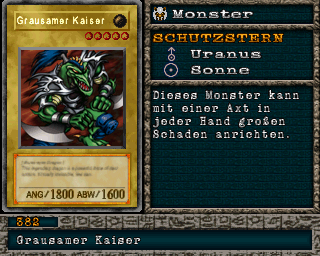 Grausamer Kaiser
ANG/1800 ABW/1600
Monster
SCHUTZSTERN
Uranus
Sonne
Dieses Monster kann
mit einer Axt in
jeder Hand großen
Schaden anrichten.
382
Grausamer Kaiser